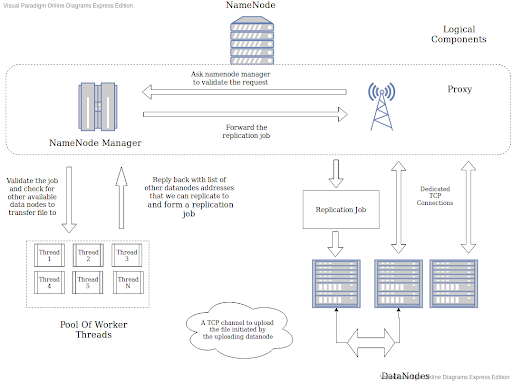 Visual Paradigm Online Diagrams Express Edition
NameNode
Logical
Components
Ask namenode manager
to validate the request
Proxy
NameNode Manager
Forward the
replication job
Validate the job
and check for
other available
data nodes to
transfer file to
Reply back with list of
other datanodes addresses
that we can replicate to
and form a replication
job
Dedicated
TCP
Connections
Replication Job
Thread
1
Thread
2
Thread
3
Thread
4
Thread
5
Thread
N
Pool Of Worker
Threads
A TCP channel to upload
the file initiated by
the uploading datanode
DataNodes
Express Edition